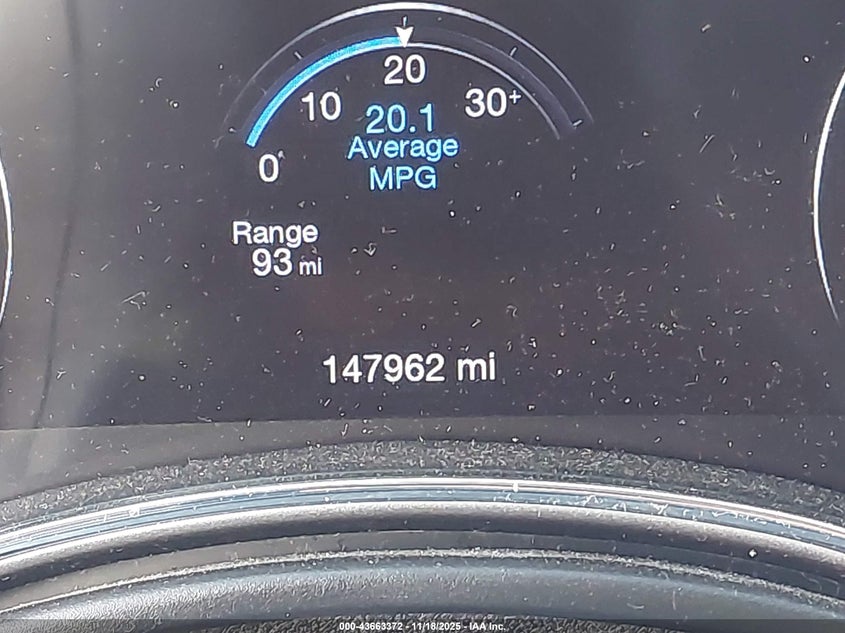 20
10
30+
20.1
Average
MPG
0
Range
93 mi
147962 mi
000-43663372 - 11/18/2025 - IAA Inc.